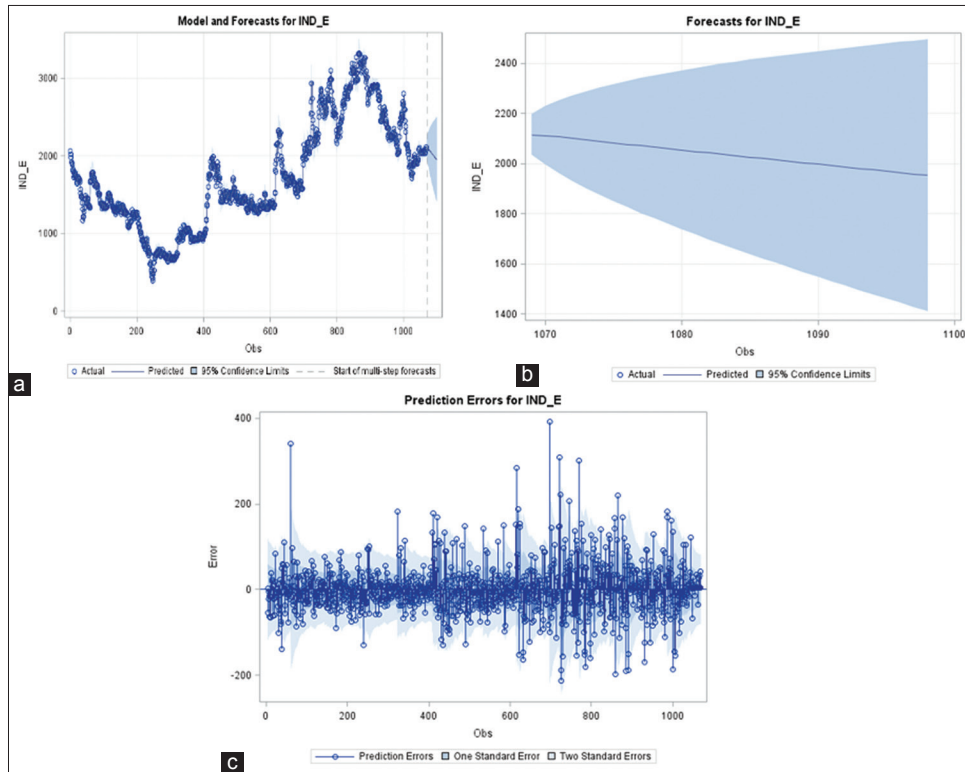 Model and Forecasts for IND_E
3000
2000
1000
0
IND_E
0 200 400 600 800 1000
Obs
Actual Predicted 95% Confidence Limits Start of multi-step forecasts
a
Forecasts for IND_E
2400
2200
2000
1800
1600
1400
IND_E
1070 1080 1090 1100
Obs
Actual Predicted 95% Confidence Limits
b
Prediction Errors for IND_E
400
200
0
-200
Error
0 200 400 600 800 1000
Obs
Prediction Errors One Standard Error Two Standard Errors
c